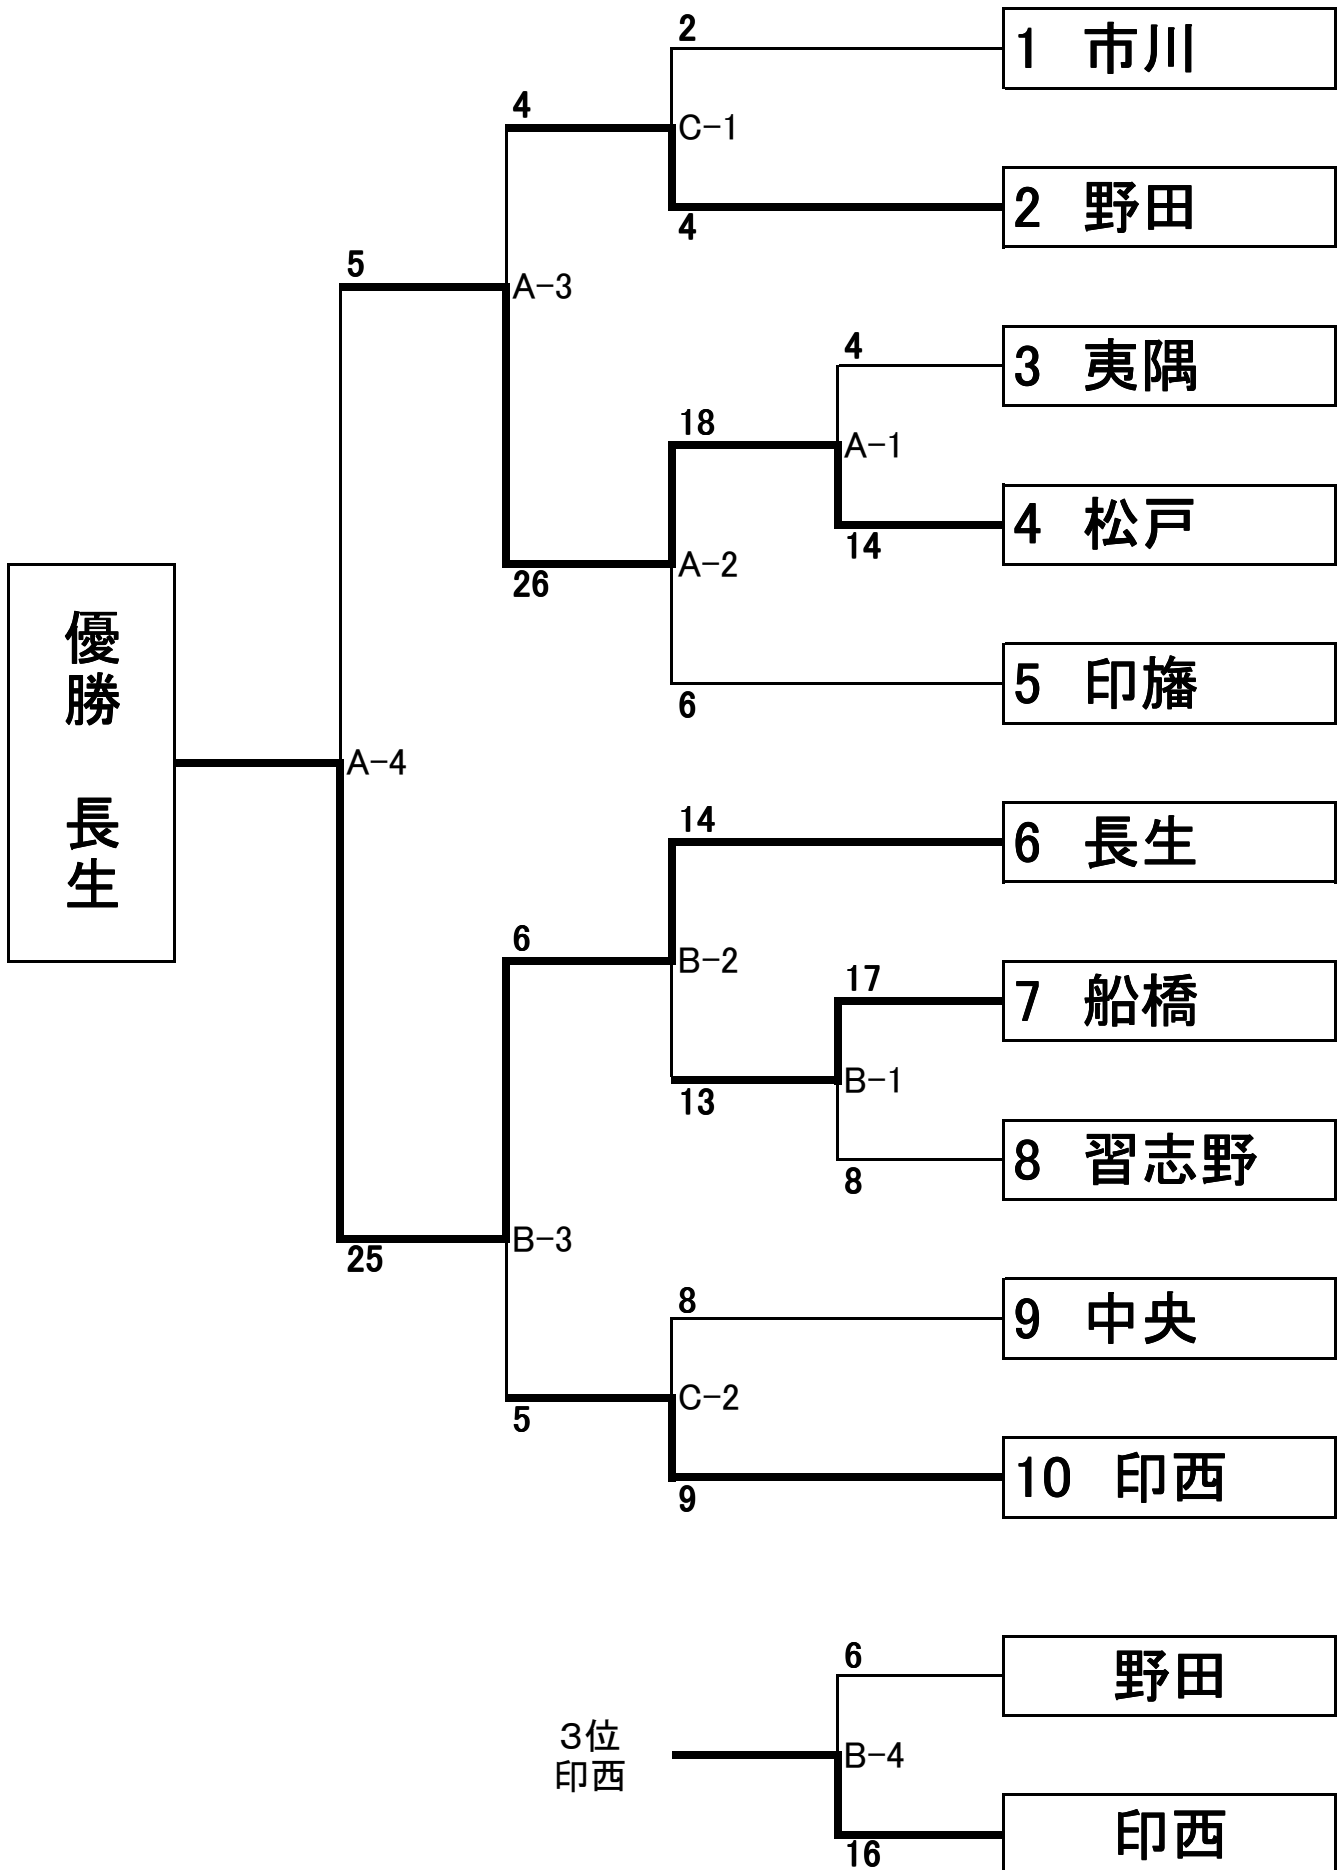 2
1 市川
4
C-1
2 野田
4
5
A-3
4
3 夷隅
18
A-1
4 松戸
14
A-2
26
優勝 長生
5 印旛
6
A-4
14
6 長生
6
B-2
17
7 船橋
B-1
13
8 習志野
8
B-3
25
8
9 中央
C-2
5
10 印西
9
6
野田
3位
印西
B-4
印西
16